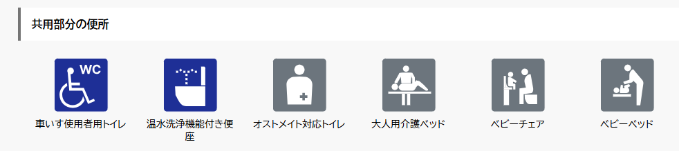 共用部分の便所
WC
車いす使用者用トイレ
温水洗浄機能付き便
座
オストメイト対応トイレ
大人用介護ベッド
ベビーチェア
ベビーベッド